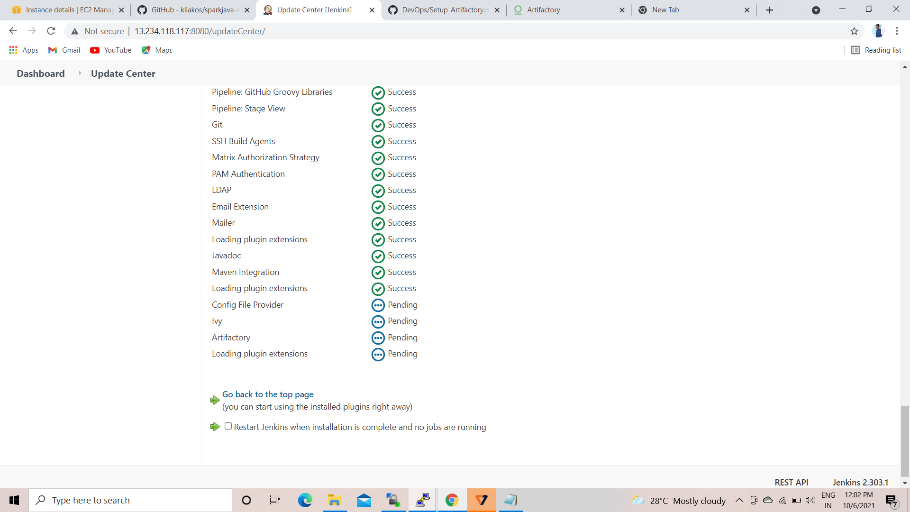 Instance details | EC2 Manag
GitHub - kliakos/sparkjava-
Update Center [Jenkins]
DevOps/Setup_Artifactory.
Artifactory
New Tab
Not secure | 13.234.118.117:8080/updateCenter/
Apps
Gmail
YouTube
Maps
Reading list
Dashboard
Update Center
Pipeline: GitHub Groovy Libraries Success
Pipeline: Stage View Success
Git Success
SSH Build Agents Success
Matrix Authorization Strategy Success
PAM Authentication Success
LDAP Success
Email Extension Success
Mailer Success
Loading plugin extensions Success
Javadoc Success
Maven Integration Success
Loading plugin extensions Success
Config File Provider Pending
Ivy Pending
Artifactory Pending
Loading plugin extensions Pending
Go back to the top page
(you can start using the installed plugins right away)
Restart Jenkins when installation is complete and no jobs are running
REST API
Jenkins 2.303.1
Type here to search
28°C Mostly cloudy
ENG
IN
12:02 PM
10/6/2021
7